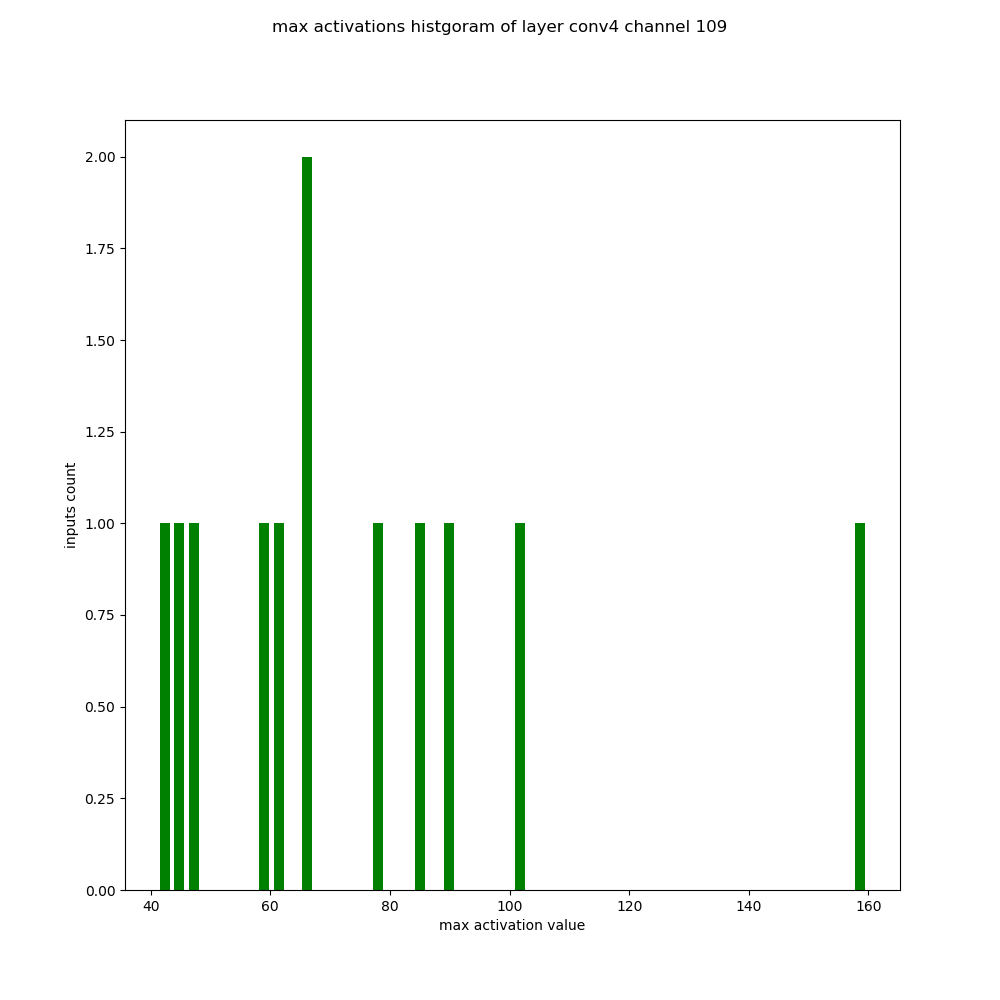 max activations histgoram of layer conv4 channel 109
2.00
1.75
1.50
1.25
1.00
0.75
0.50
0.25
0.00
inputs count
40 60 80 100 120 140 160
max activation value